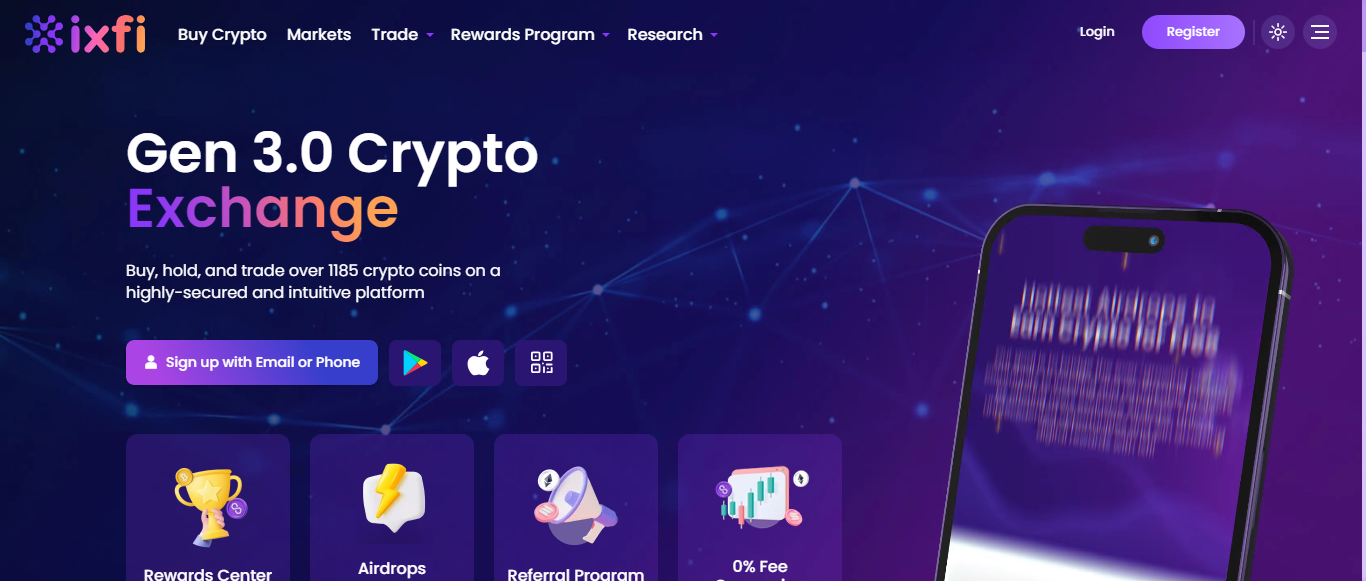 ixfi
Buy Crypto
Markets
Trade
Rewards Program
Research
Login
Register
Gen 3.0 Crypto
Exchange
Buy, hold, and trade over 1185 crypto coins on a
highly-secured and intuitive platform
Sign up with Email or Phone
Rewards Center
Airdrops
Referral Program
0% Fee